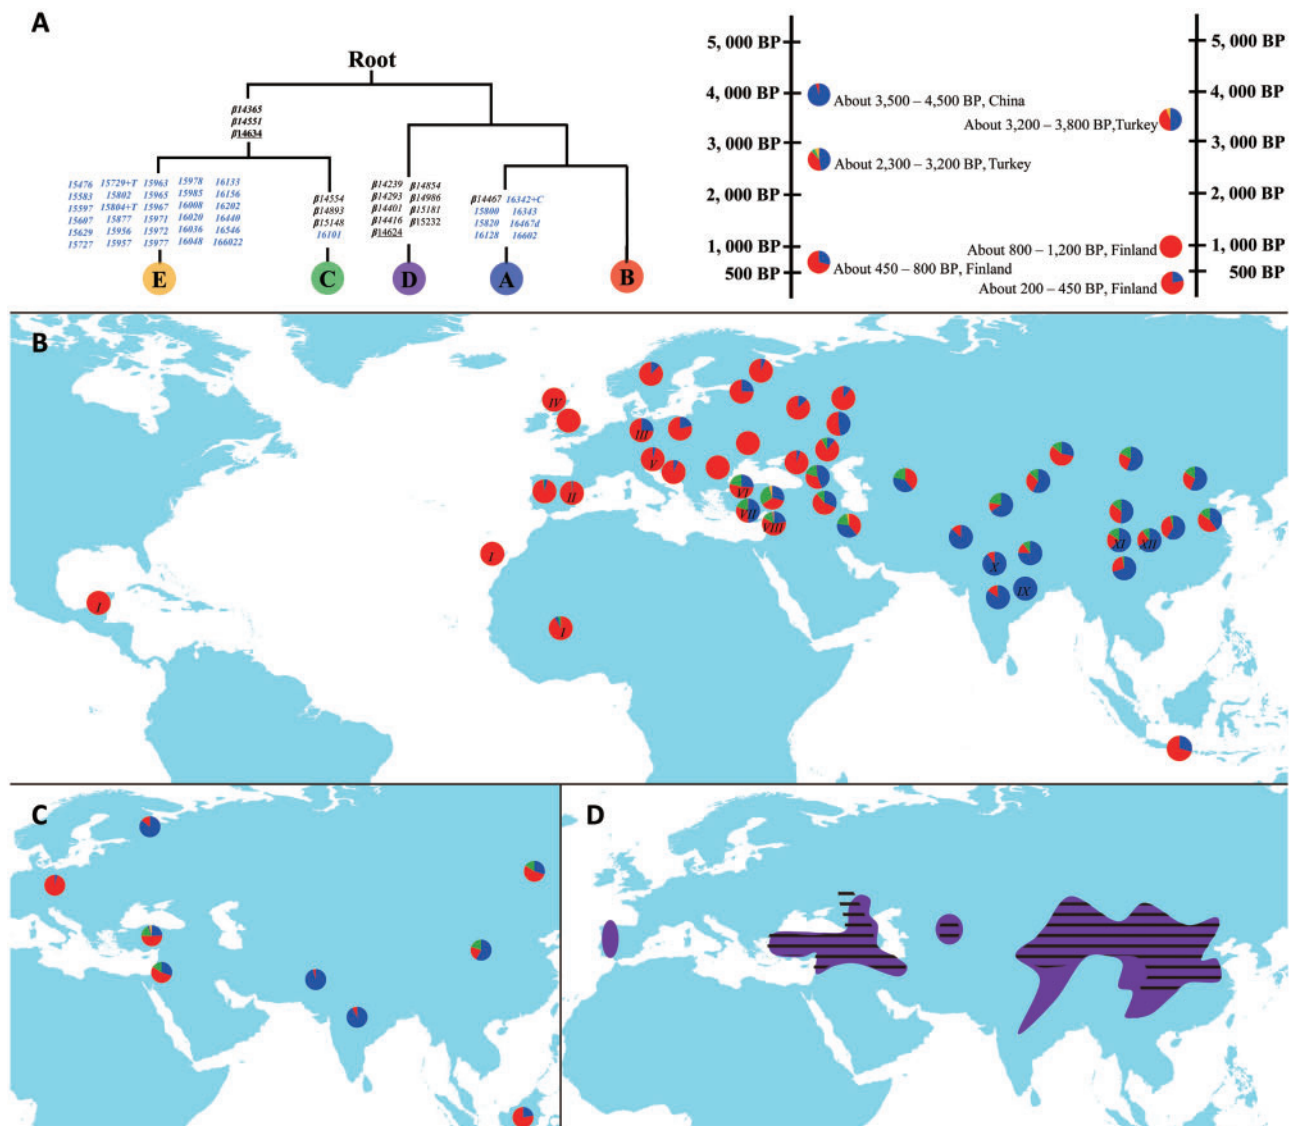 A
Root
β14365
β14551
β14634
15476 15729+T 15963 15978 16133
15583 15802 15965 15985 16156
15597 15804+T 15967 16008 16202
15607 15877 15971 16020 16440
15629 15956 15972 16036 16546
15727 15957 15977 16048 166022
β14554
β14893
β15148
16101
β14239 β14854
β14293 β14986
β14401 β15181
β14416 β15232
β14624
β14467 16342+C
15800 16343
15820 16467d
16128 16602
E
C
D
A
B
5, 000 BP
4, 000 BP
3, 000 BP
2, 000 BP
1, 000 BP
500 BP
About 3,500 – 4,500 BP, China
About 2,300 – 3,200 BP, Turkey
About 450 – 800 BP, Finland
5, 000 BP
4, 000 BP
3, 000 BP
2, 000 BP
1, 000 BP
500 BP
About 3,200 – 3,800 BP,Turkey
About 800 – 1,200 BP, Finland
About 200 – 450 BP, Finland
B
IV
III
V
II
VI
VII
VIII
I
I
I
X
IX
XI
XII
C
D